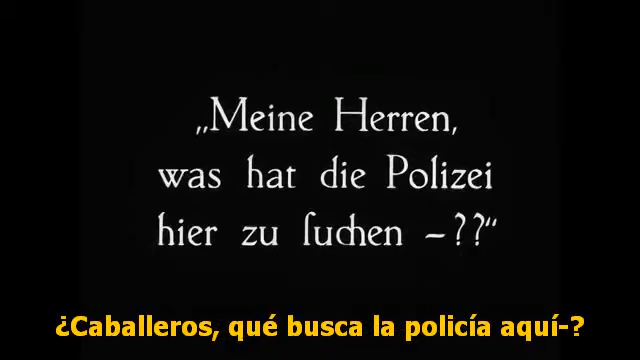 „Meine Herren,
was hat die Polizei
hier zu ſuchen –??“
¿Caballeros, qué busca la policía aquí-?